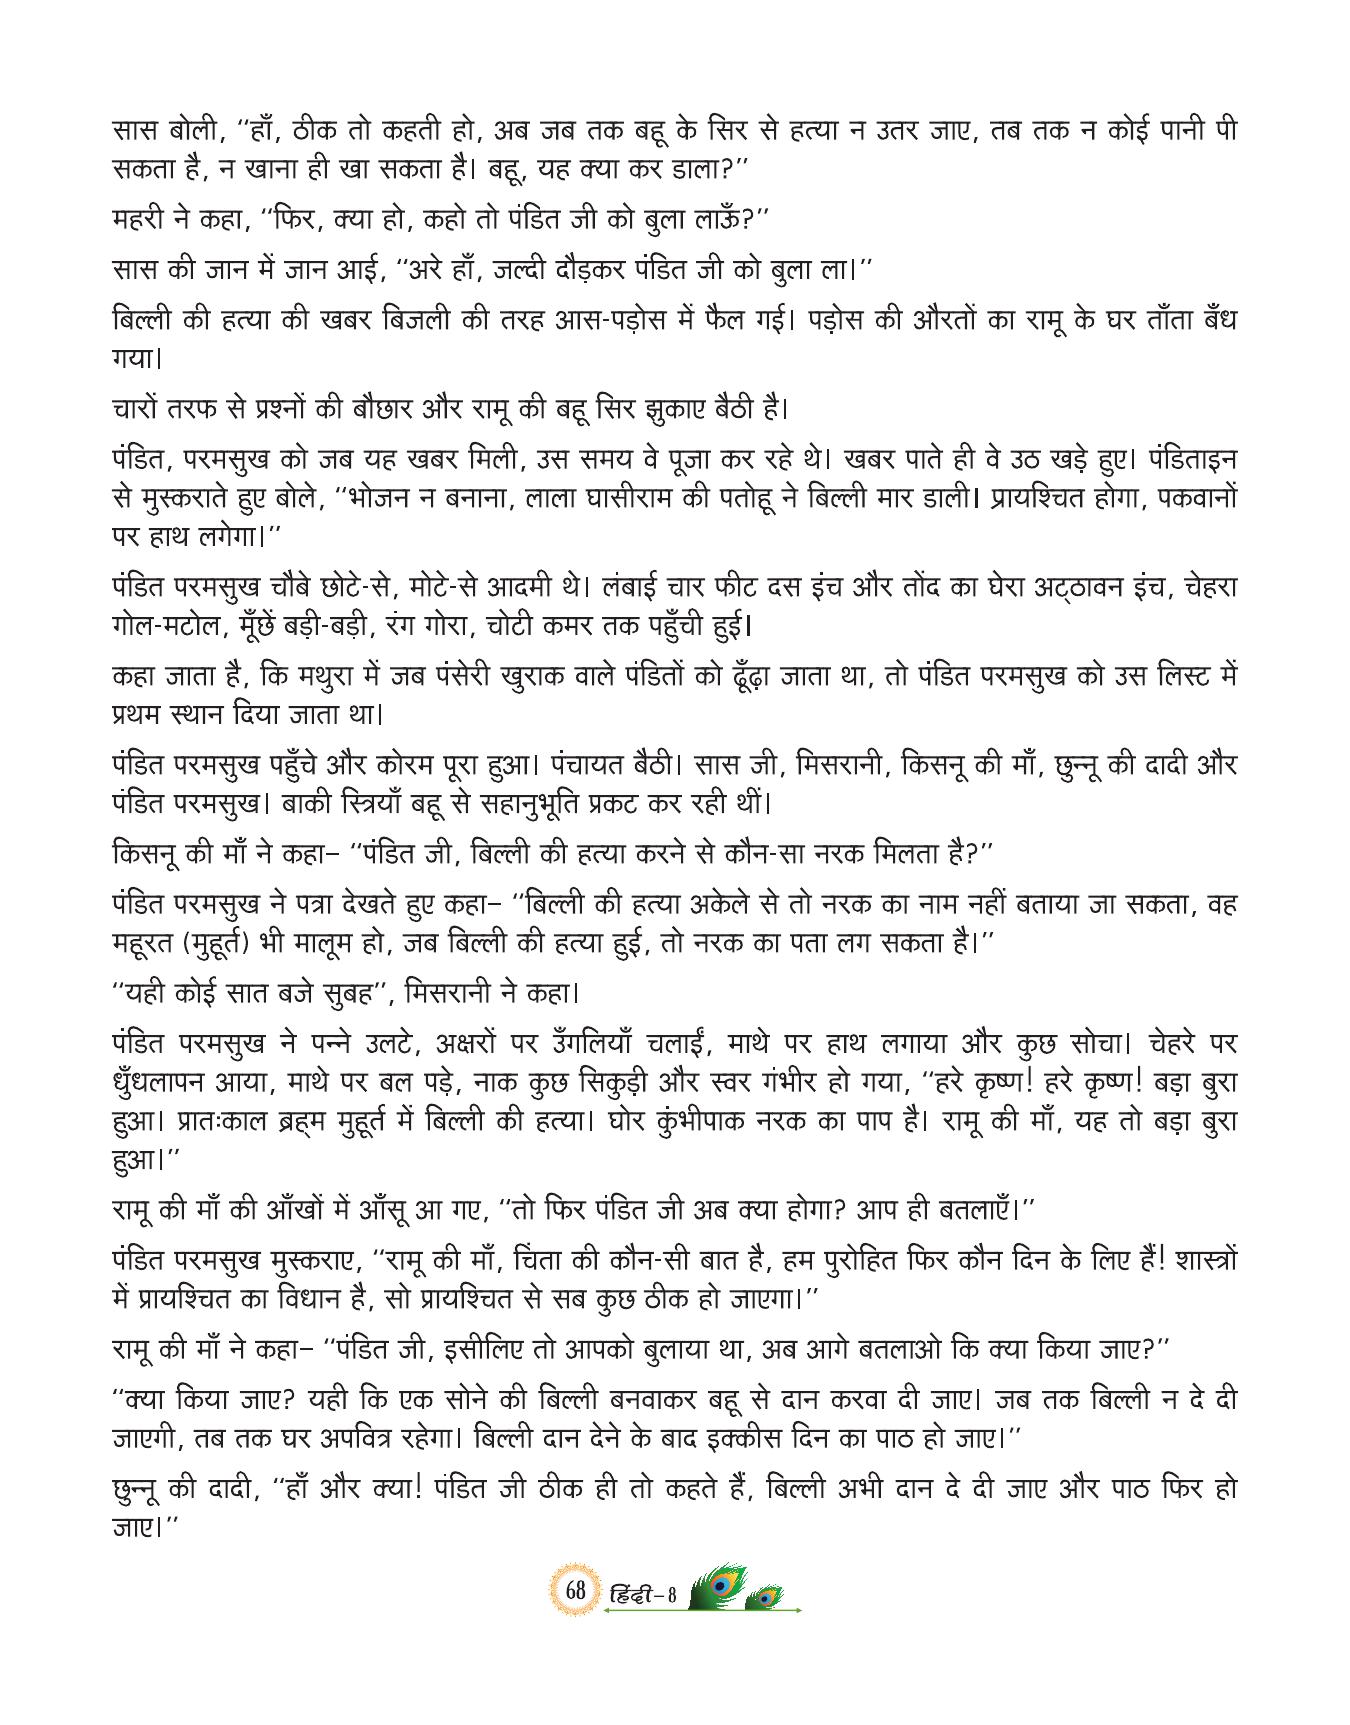 सास बोली, ‘‘हाँ, ठीक तो कहती हो, अब जब तक बहू के सिर से हत्या न उतर जाए, तब तक न कोई पानी पी
सकता है, न खाना ही खा सकता है। बहू, यह क्या कर डाला?’’
महरी ने कहा, ‘‘फिर, क्या हो, कहो तो पंडित जी को बुला लाऊँ?’’
सास की जान में जान आई, ‘‘अरे हाँ, जल्दी दौड़कर पंडित जी को बुला ला।’’
बिल्ली की हत्या की खबर बिजली की तरह आस-पड़ोस में फैल गई। पड़ोस की औरतों का रामू के घर ताँता बँध
गया।
चारों तरफ से प्रश्नों की बौछार और रामू की बहू सिर झुकाए बैठी है।
पंडित, परमसुख को जब यह खबर मिली, उस समय वे पूजा कर रहे थे। खबर पाते ही वे उठ खड़े हुए। पंडिताइन
से मुस्कराते हुए बोले, ‘‘भोजन न बनाना, लाला घासीराम की पतोहू ने बिल्ली मार डाली। प्रायश्चित होगा, पकवानों
पर हाथ लगेगा।’’
पंडित परमसुख चौबे छोटे-से, मोटे-से आदमी थे। लंबाई चार फीट दस इंच और तोंद का घेरा अट्ठावन इंच, चेहरा
गोल-मटोल, मूँछें बड़ी-बड़ी, रंग गोरा, चोटी कमर तक पहुँची हुई।
कहा जाता है, कि मथुरा में जब पंसेरी खुराक वाले पंडितों को ढूँढ़ा जाता था, तो पंडित परमसुख को उस लिस्ट में
प्रथम स्थान दिया जाता था।
पंडित परमसुख पहुँचे और कोरम पूरा हुआ। पंचायत बैठी। सास जी, मिसरानी, किसनू की माँ, छुन्नू की दादी और
पंडित परमसुख। बाकी स्त्रियाँ बहू से सहानुभूति प्रकट कर रही थीं।
किसनू की माँ ने कहा– ‘‘पंडित जी, बिल्ली की हत्या करने से कौन-सा नरक मिलता है?’’
पंडित परमसुख ने पत्रा देखते हुए कहा– ‘‘बिल्ली की हत्या अकेले से तो नरक का नाम नहीं बताया जा सकता, वह
महूरत (मुहूर्त) भी मालूम हो, जब बिल्ली की हत्या हुई, तो नरक का पता लग सकता है।’’
‘‘यही कोई सात बजे सुबह’’, मिसरानी ने कहा।
पंडित परमसुख ने पन्ने उलटे, अक्षरों पर उँगलियाँ चलाईं, माथे पर हाथ लगाया और कुछ सोचा। चेहरे पर
धुँधलापन आया, माथे पर बल पड़े, नाक कुछ सिकुड़ी और स्वर गंभीर हो गया, ‘‘हरे कृष्ण! हरे कृष्ण! बड़ा बुरा
हुआ। प्रातःकाल ब्रह्म मुहूर्त में बिल्ली की हत्या। घोर कुंभीपाक नरक का पाप है। रामू की माँ, यह तो बड़ा बुरा
हुआ।’’
रामू की माँ की आँखों में आँसू आ गए, ‘‘तो फिर पंडित जी अब क्या होगा? आप ही बतलाएँ।’’
पंडित परमसुख मुस्कराए, ‘‘रामू की माँ, चिंता की कौन-सी बात है, हम पुरोहित फिर कौन दिन के लिए हैं! शास्त्रों
में प्रायश्चित का विधान है, सो प्रायश्चित से सब कुछ ठीक हो जाएगा।’’
रामू की माँ ने कहा– ‘‘पंडित जी, इसीलिए तो आपको बुलाया था, अब आगे बतलाओ कि क्या किया जाए?’’
‘‘क्या किया जाए? यही कि एक सोने की बिल्ली बनवाकर बहू से दान करवा दी जाए। जब तक बिल्ली न दे दी
जाएगी, तब तक घर अपवित्र रहेगा। बिल्ली दान देने के बाद इक्कीस दिन का पाठ हो जाए।’’
छुन्नू की दादी, ‘‘हाँ और क्या! पंडित जी ठीक ही तो कहते हैं, बिल्ली अभी दान दे दी जाए और पाठ फिर हो
जाए।’’
68 हिंदी–8